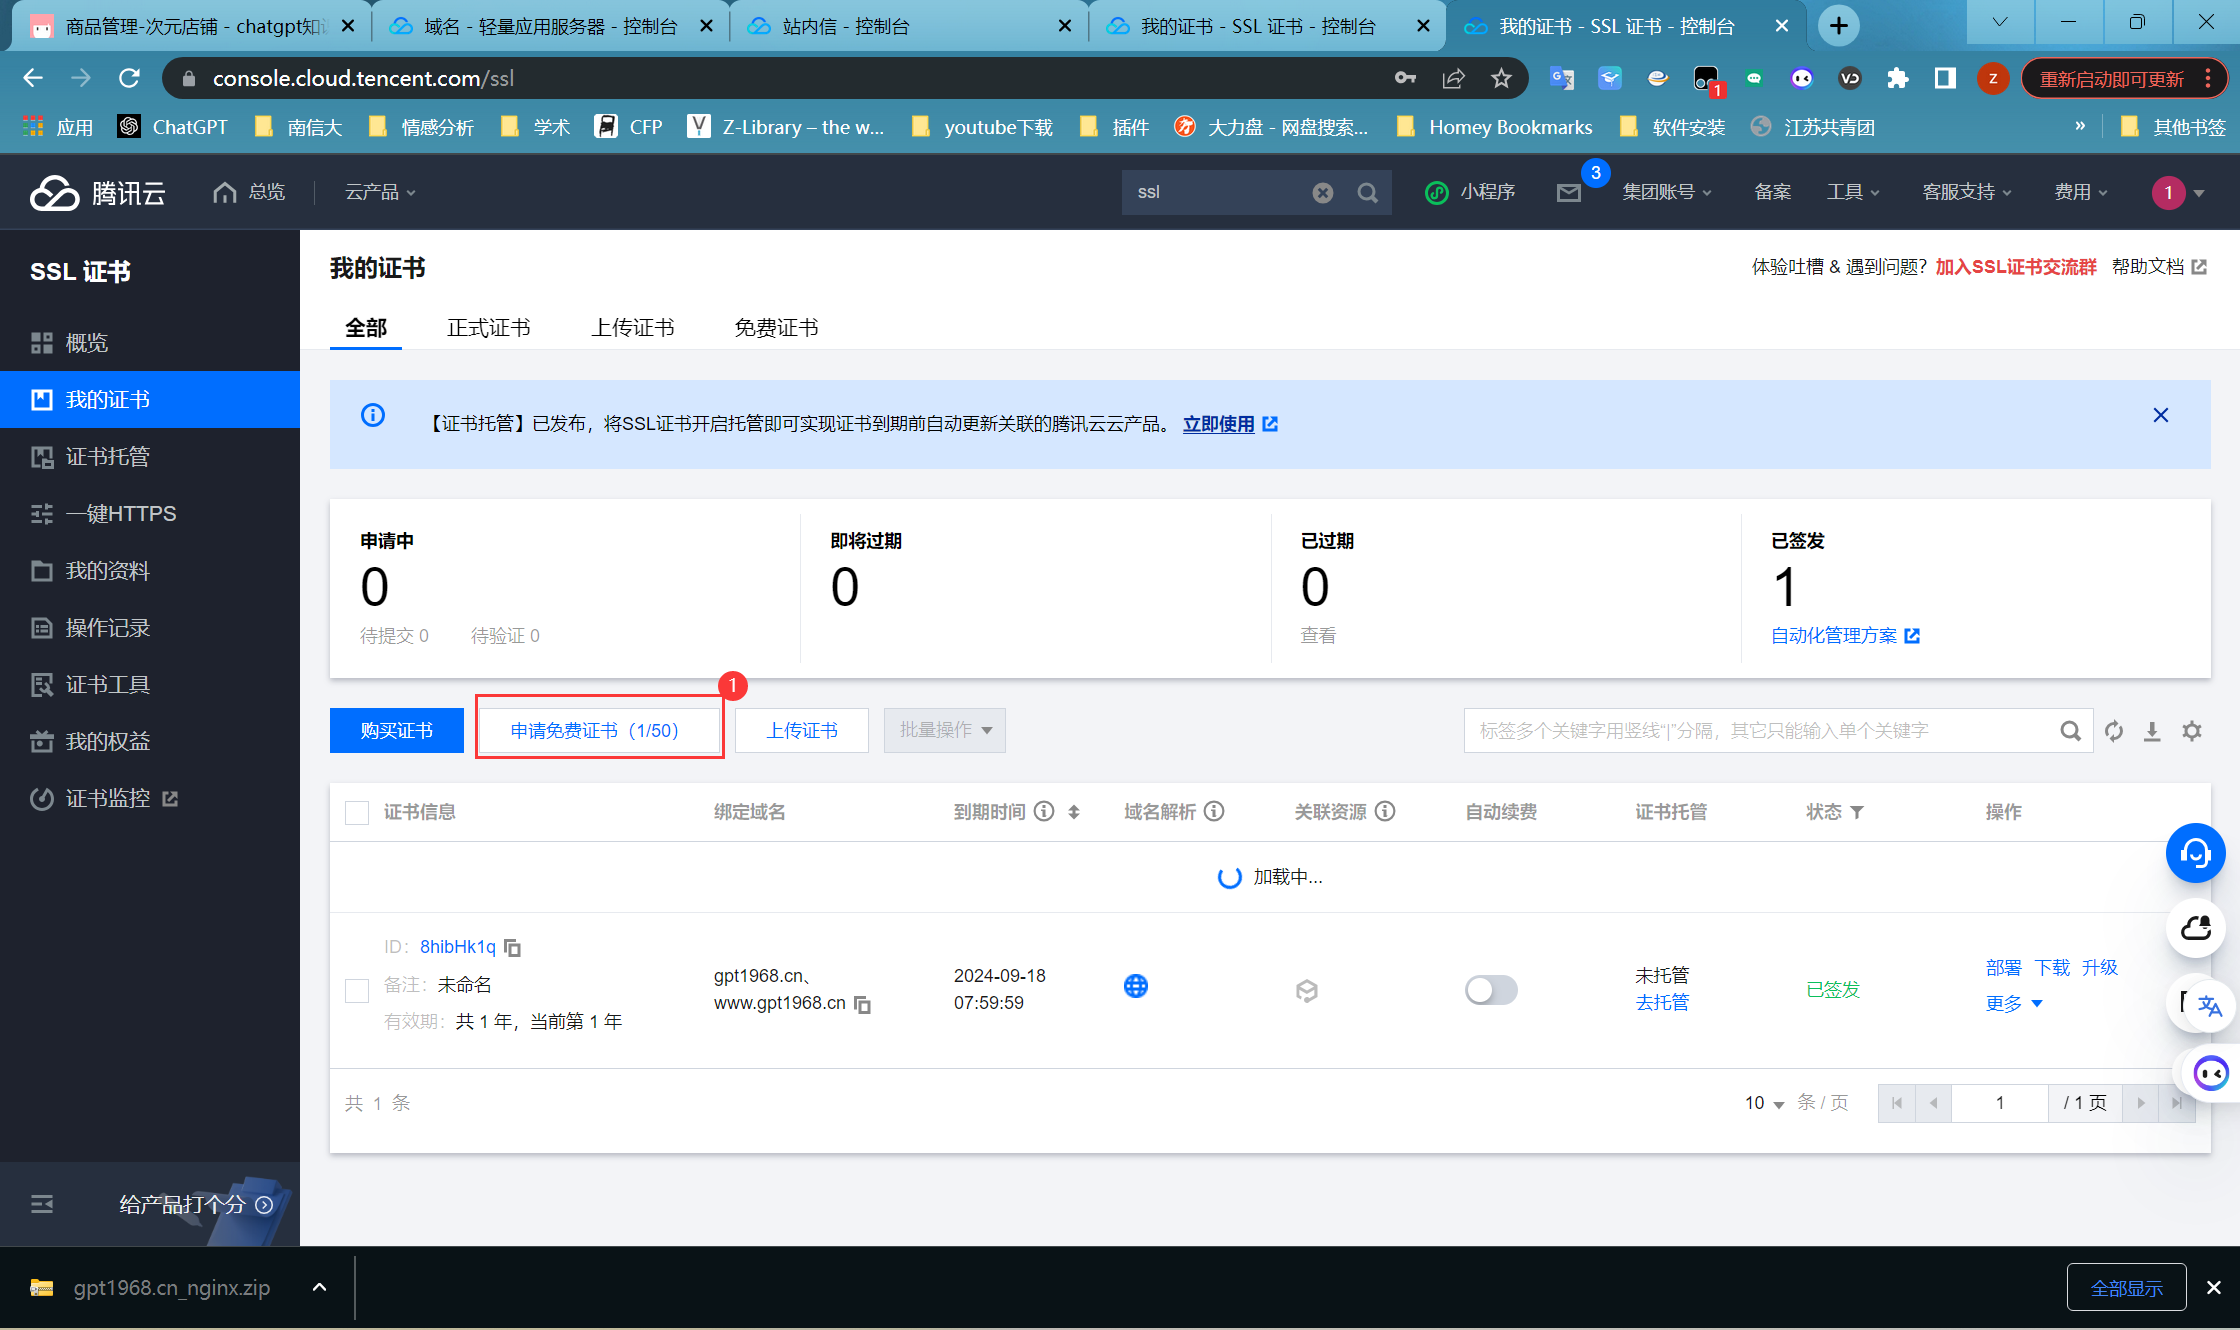 商品管理-次元店铺 - chatgpt知
域名 - 轻量应用服务器 - 控制台
站内信 - 控制台
我的证书 - SSL 证书 - 控制台
我的证书 - SSL 证书 - 控制台
console.cloud.tencent.com/ssl
1
Z
重新启动即可更新
应用
ChatGPT
南信大
情感分析
学术
CFP
Z-Library – the w...
youtube下载
插件
大力盘 - 网盘搜索...
Homey Bookmarks
软件安装
江苏共青团
»
其他书签
腾讯云
总览
云产品
ssl
小程序
3
集团账号
备案
工具
客服支持
费用
1
SSL 证书
概览
我的证书
证书托管
一键HTTPS
我的资料
操作记录
证书工具
我的权益
证书监控
给产品打个分
我的证书
体验吐槽 & 遇到问题? 加入SSL证书交流群 帮助文档
全部
正式证书
上传证书
免费证书
【证书托管】已发布，将SSL证书开启托管即可实现证书到期前自动更新关联的腾讯云云产品。 立即使用
申请中
0
待提交 0 待验证 0
即将过期
0
已过期
0
查看
已签发
1
自动化管理方案
1
购买证书
申请免费证书（1/50）
上传证书
批量操作
标签多个关键字用竖线“|”分隔，其它只能输入单个关键字
证书信息
绑定域名
到期时间
域名解析
关联资源
自动续费
证书托管
状态
操作
加载中...
ID： 8hibHk1q
备注： 未命名
有效期： 共 1 年，当前第 1 年
gpt1968.cn、
www.gpt1968.cn
2024-09-18
07:59:59
未托管
去托管
已签发
部署 下载 升级
更多
共 1 条
10 条 / 页
1 / 1 页
gpt1968.cn_nginx.zip
全部显示